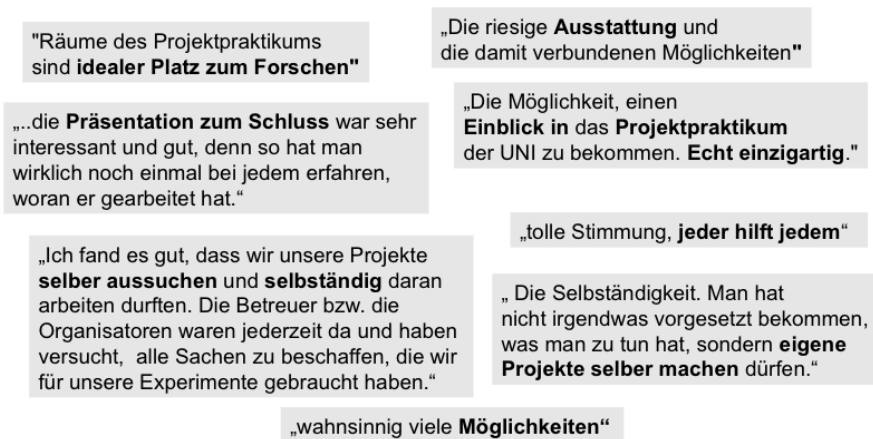 "Räume des Projektpraktikums
sind idealer Platz zum Forschen"
„Die riesige Ausstattung und
die damit verbundenen Möglichkeiten"
„..die Präsentation zum Schluss war sehr
interessant und gut, denn so hat man
wirklich noch einmal bei jedem erfahren,
woran er gearbeitet hat.“
„Die Möglichkeit, einen
Einblick in das Projektpraktikum
der UNI zu bekommen. Echt einzigartig."
„tolle Stimmung, jeder hilft jedem“
„Ich fand es gut, dass wir unsere Projekte
selber aussuchen und selbständig daran
arbeiten durften. Die Betreuer bzw. die
Organisatoren waren jederzeit da und haben
versucht, alle Sachen zu beschaffen, die wir
für unsere Experimente gebraucht haben.“
„ Die Selbständigkeit. Man hat
nicht irgendwas vorgesetzt bekommen,
was man zu tun hat, sondern eigene
Projekte selber machen dürfen.“
„wahnsinnig viele Möglichkeiten“